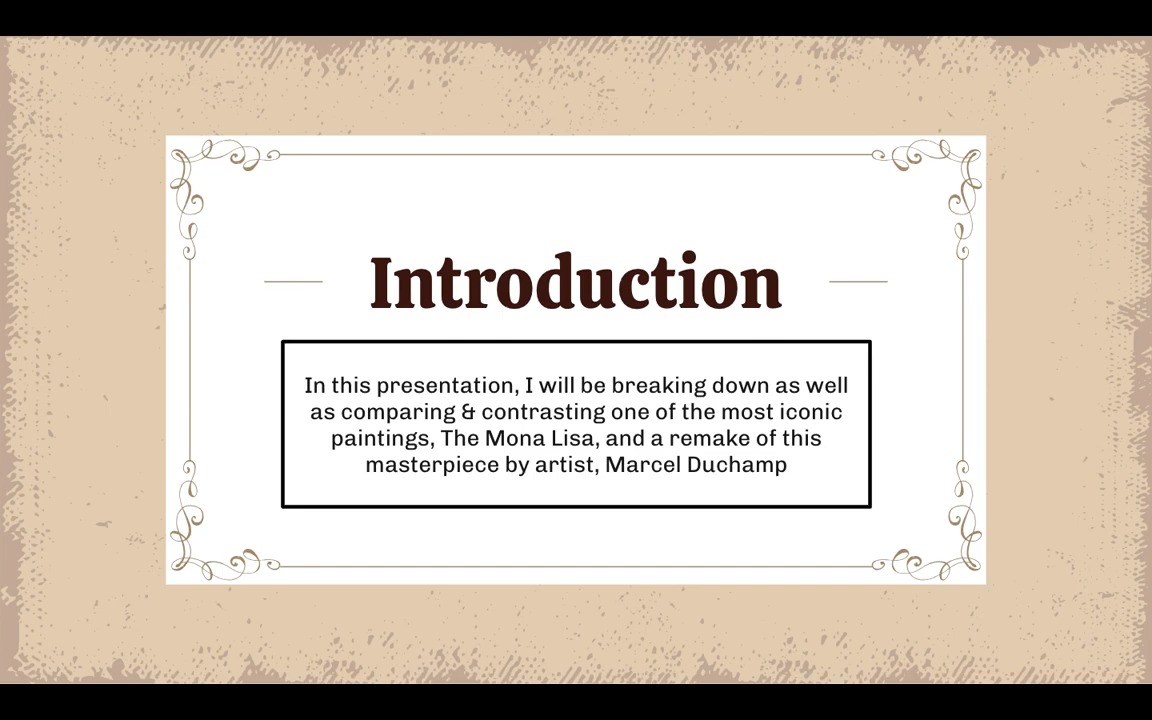 Introduction
In this presentation, I will be breaking down as well
as comparing & contrasting one of the most iconic
paintings, The Mona Lisa, and a remake of this
masterpiece by artist, Marcel Duchamp